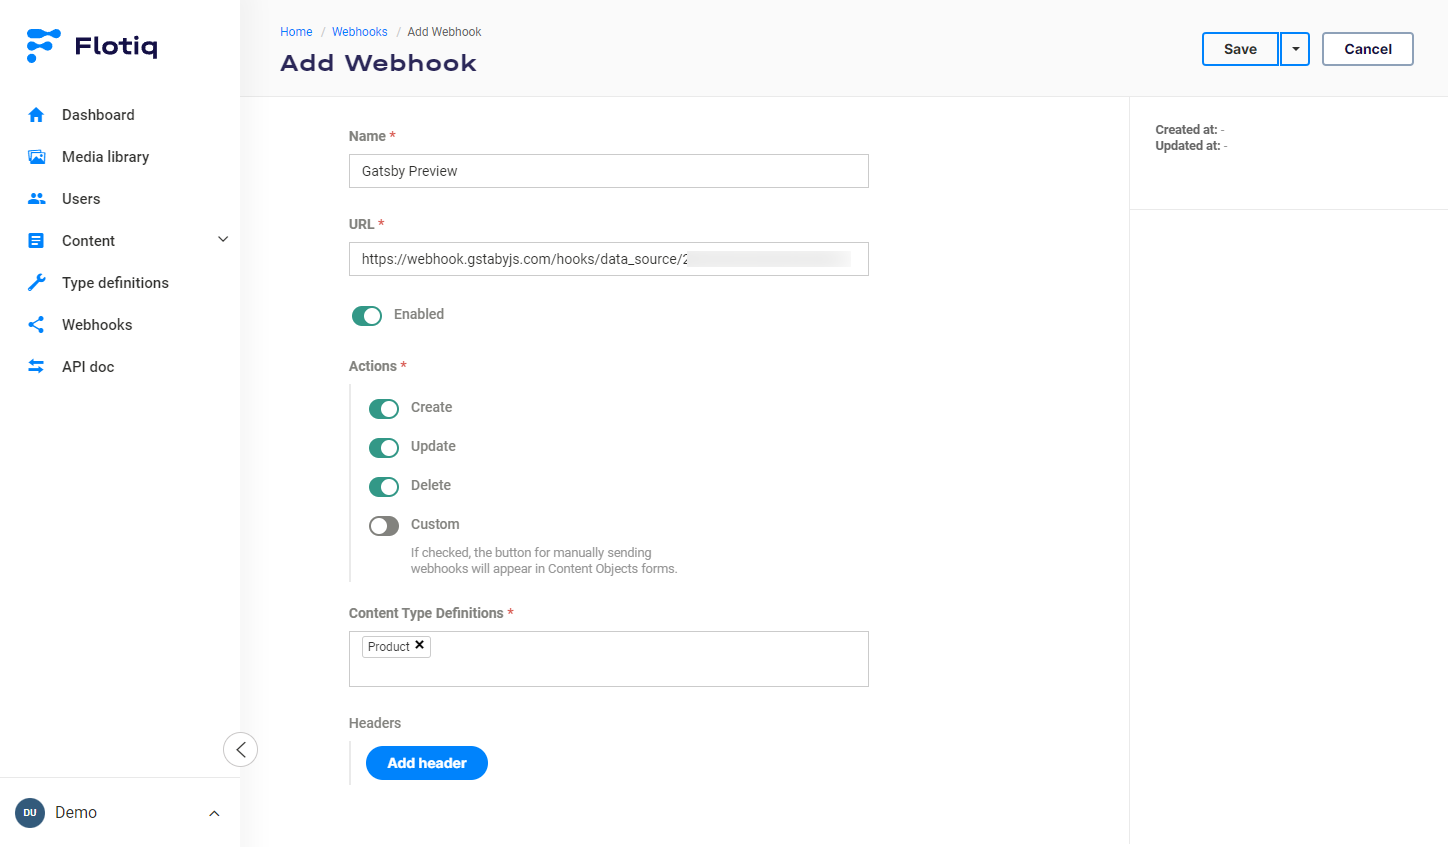 Flotiq
Dashboard
Media library
Users
Content
Type definitions
Webhooks
API doc
DU Demo
Home / Webhooks / Add Webhook
Add Webhook
Save
Cancel
Name *
Gatsby Preview
URL *
https://webhook.gstabyjs.com/hooks/data_source/2
Enabled
Actions *
Create
Update
Delete
Custom
If checked, the button for manually sending
webhooks will appear in Content Objects forms.
Content Type Definitions *
Product ✕
Headers
Add header
Created at: -
Updated at: -